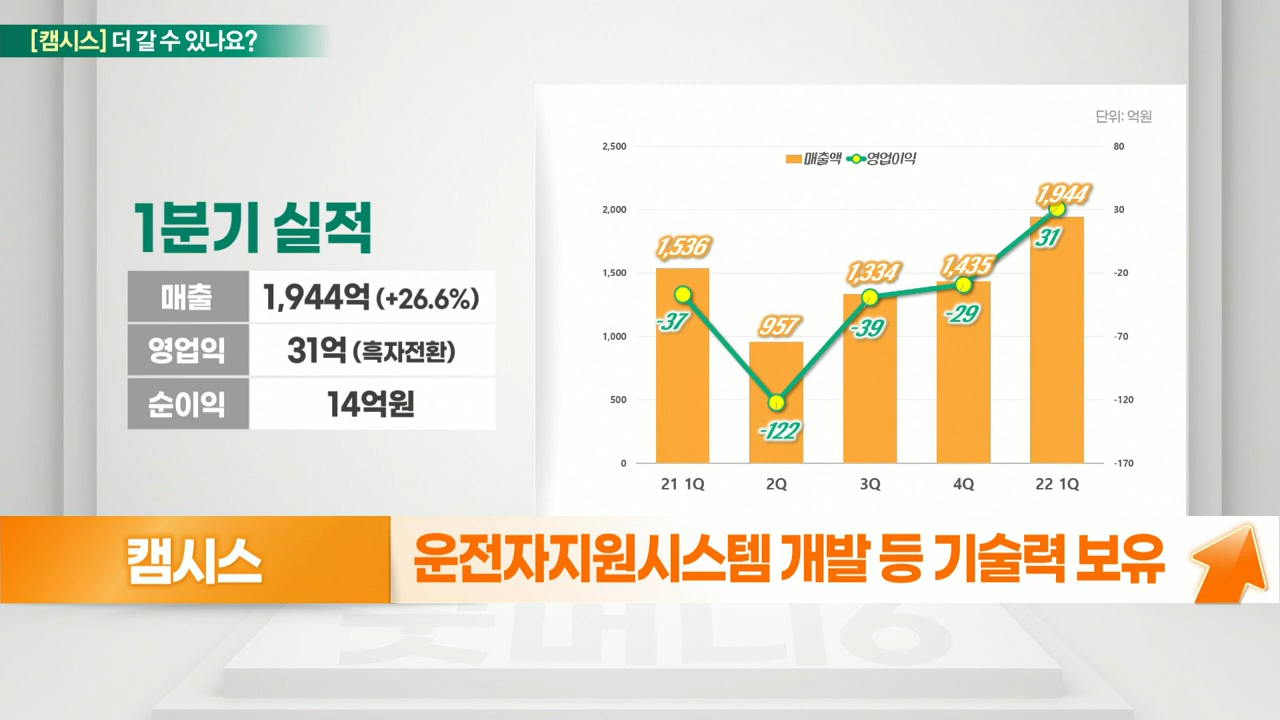 [캠시스] 더 갈 수 있나요?
1분기 실적
매출 1,944억 (+26.6%)
영업익 31억 (흑자전환)
순이익 14억원
단위: 억원
매출액 영업이익
2,500
2,000
1,500
1,000
500
0
80
30
-20
-70
-120
-170
1,536
957
1,334
1,435
1,944
-37
-122
-39
-29
31
21 1Q 2Q 3Q 4Q 22 1Q
캠시스
운전자지원시스템 개발 등 기술력 보유
굿머니6